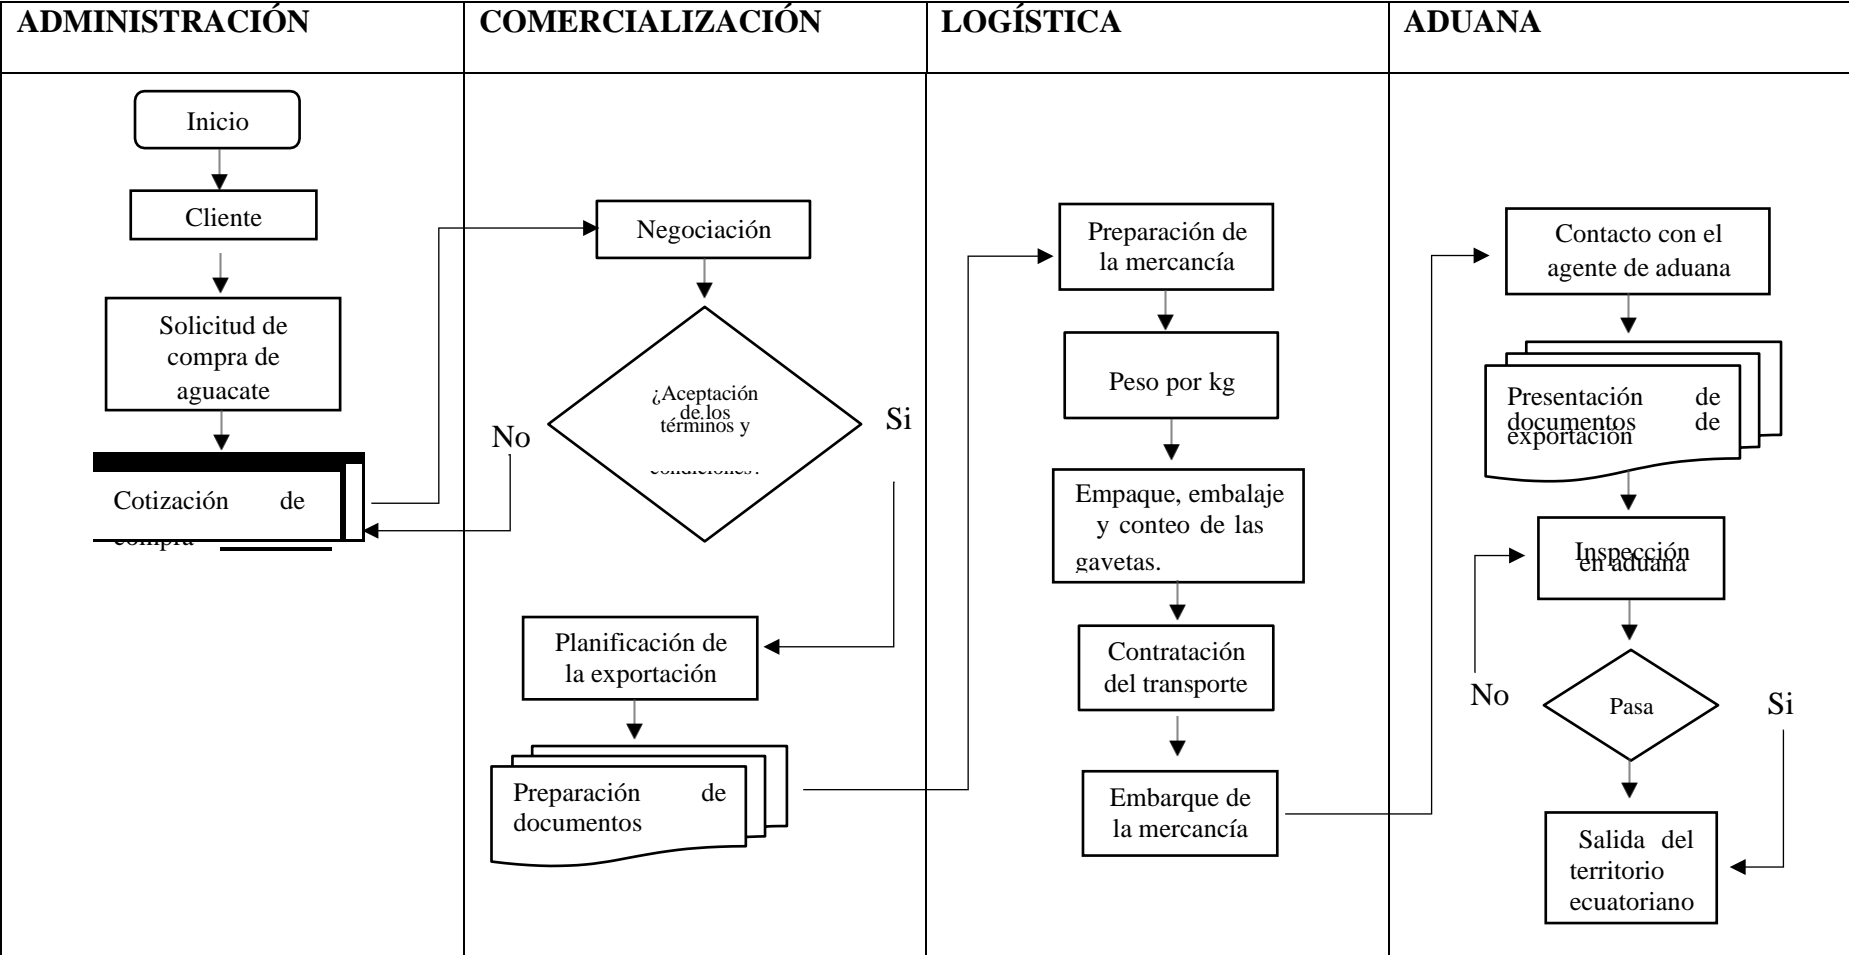 ADMINISTRACIÓN
COMERCIALIZACIÓN
LOGÍSTICA
ADUANA
Inicio
Cliente
Solicitud de
compra de
aguacate
Cotización de
compra
Negociación
¿Aceptación
de los
términos y
condiciones?
No
Si
Planificación de
la exportación
Preparación de
documentos
Preparación de
la mercancía
Peso por kg
Empaque, embalaje
y conteo de las
gavetas.
Contratación
del transporte
Embarque de
la mercancía
Contacto con el
agente de aduana
Presentación de
documentos de
exportación
Inspección
en aduana
No
Pasa
Si
Salida del
territorio
ecuatoriano